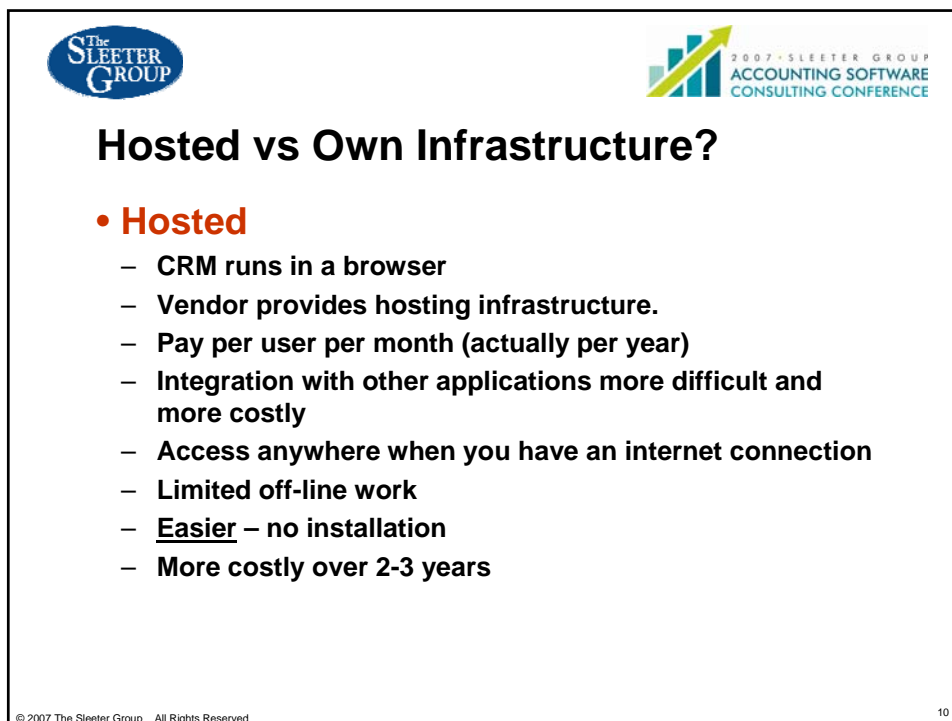 The
SLEETER
GROUP
2007 • SLEETER GROUP
ACCOUNTING SOFTWARE
CONSULTING CONFERENCE
Hosted vs Own Infrastructure?
• Hosted
– CRM runs in a browser
– Vendor provides hosting infrastructure.
– Pay per user per month (actually per year)
– Integration with other applications more difficult and
more costly
– Access anywhere when you have an internet connection
– Limited off-line work
– Easier – no installation
– More costly over 2-3 years
© 2007 The Sleeter Group All Rights Reserved
10